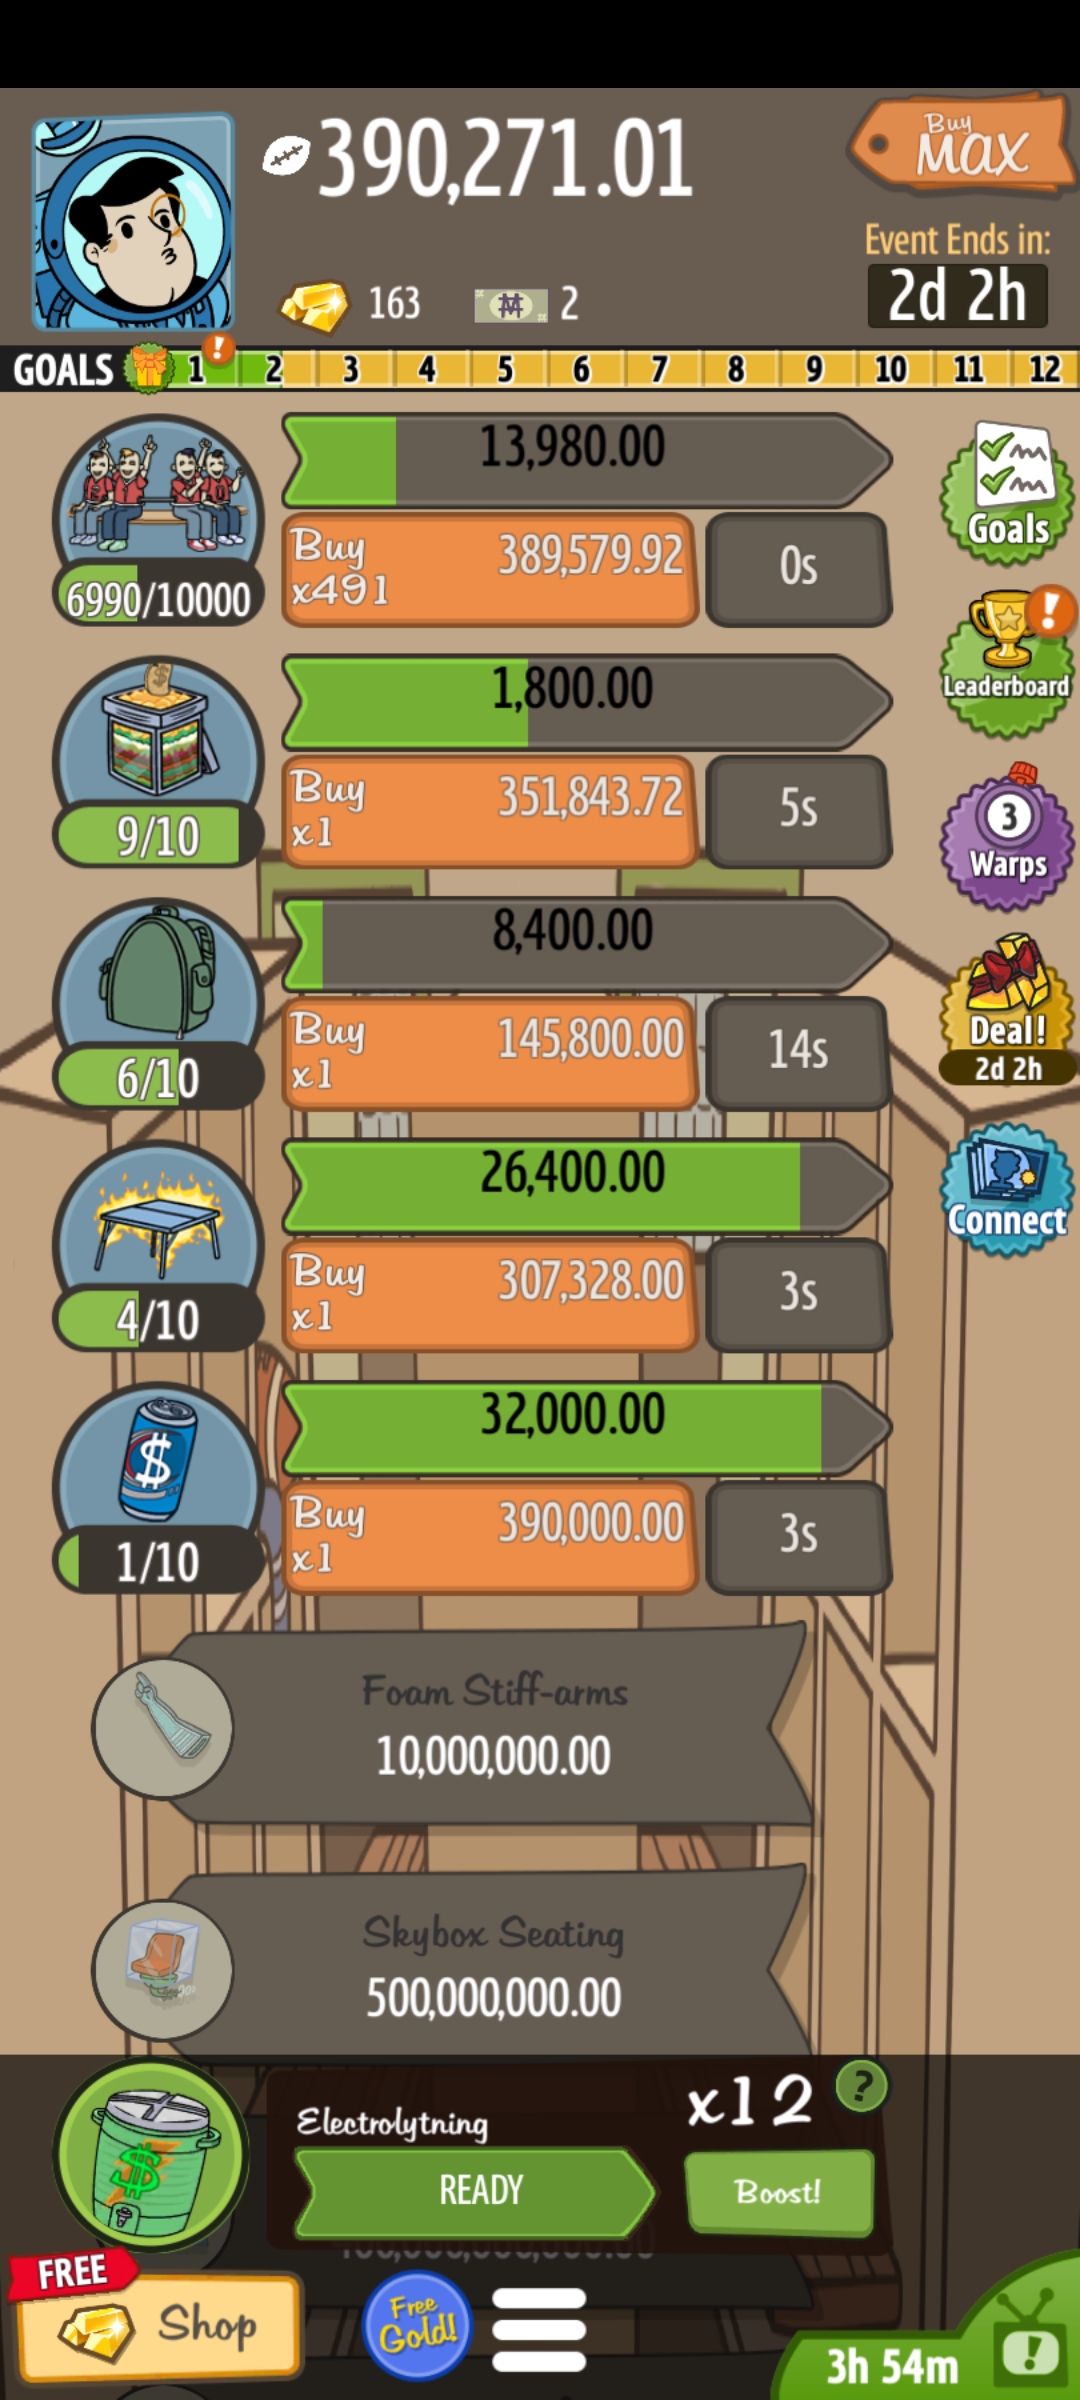 390,271.01
Buy
MAX
163
2
Event Ends in:
2d 2h
GOALS 1 ! 2 3 4 5 6 7 8 9 10 11 12
13,980.00
6990/10000
Buy
x491
389,579.92
0s
Goals
1,800.00
9/10
Buy
x1
351,843.72
5s
!
Leaderboard
8,400.00
6/10
Buy
x1
145,800.00
14s
3
Warps
26,400.00
4/10
Buy
x1
307,328.00
3s
Deal!
2d 2h
32,000.00
1/10
Buy
x1
390,000.00
3s
Connect
Foam Stiff-arms
10,000,000.00
Skybox Seating
500,000,000.00
Electrolytning
x12
?
READY
Boost!
FREE
Shop
Free
Gold!
3h 54m
!